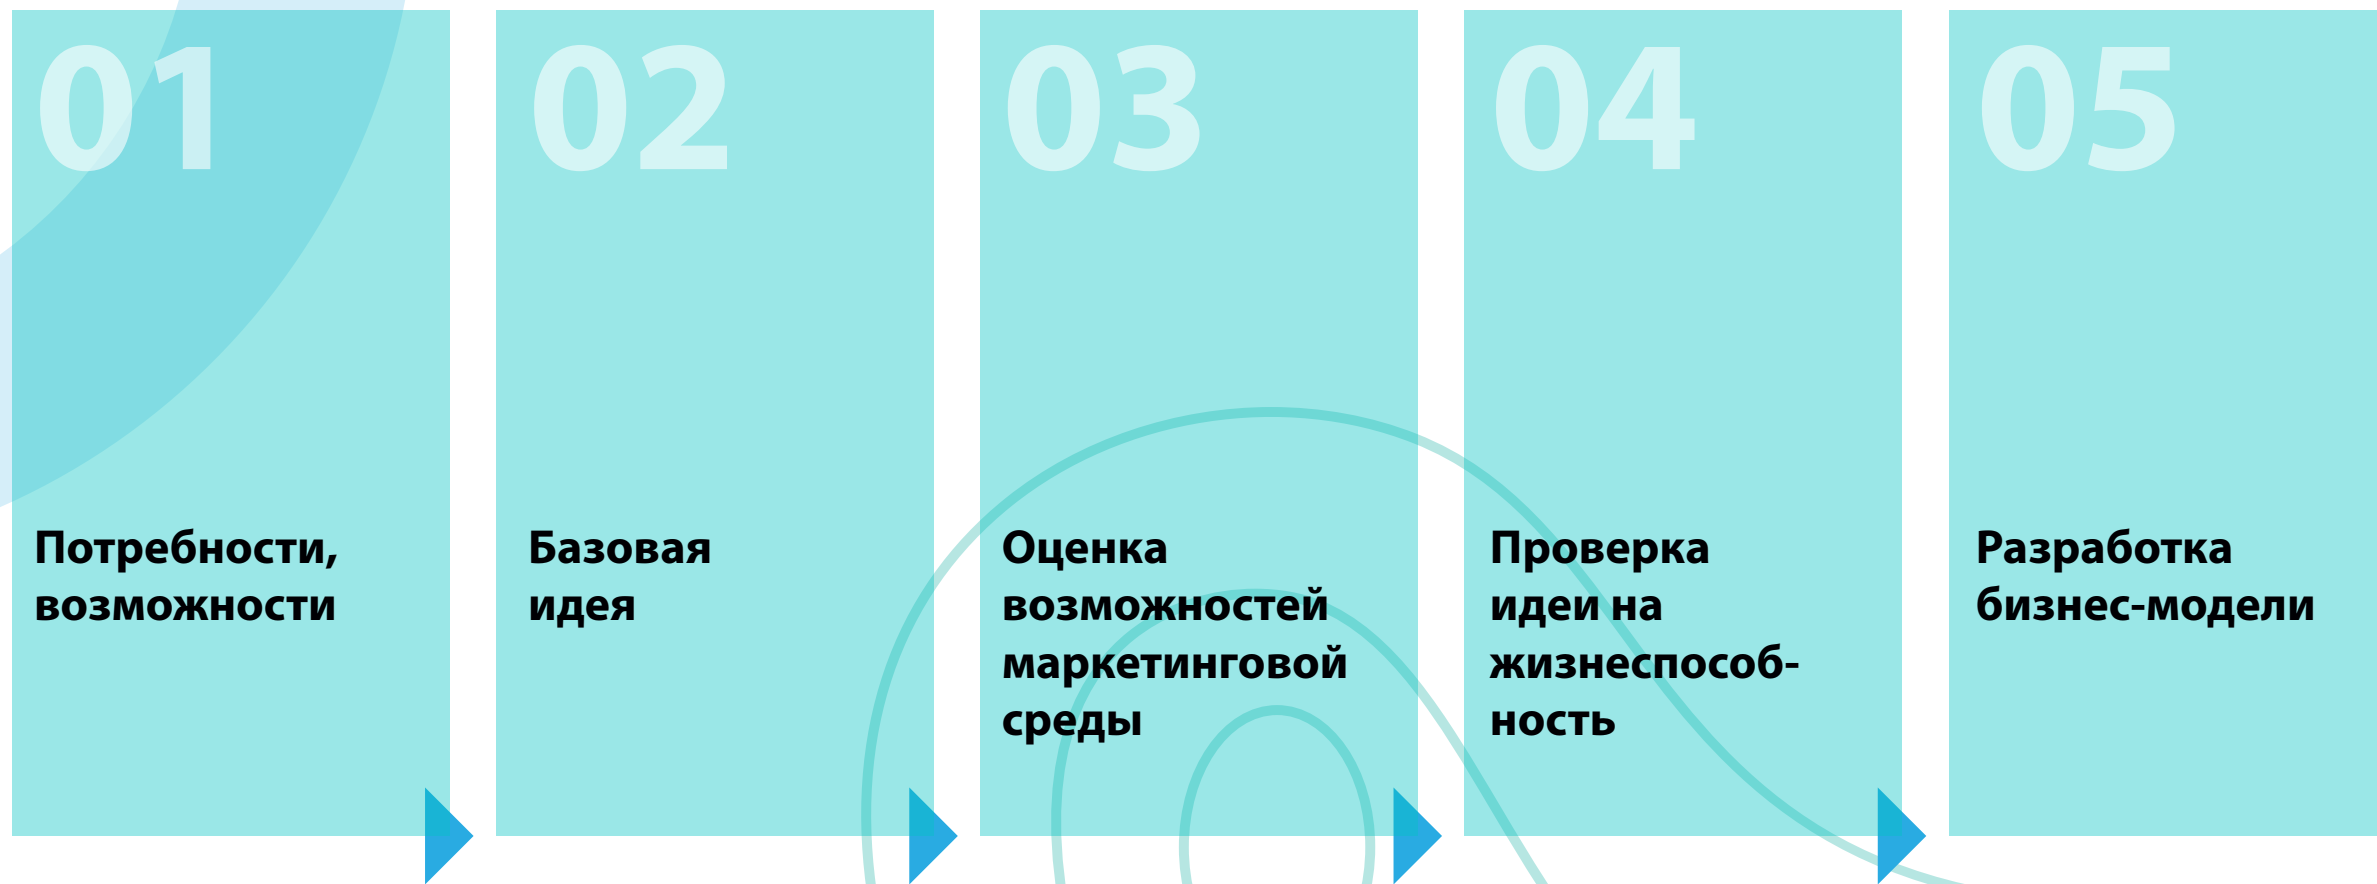 01
Потребности,
возможности
02
Базовая
идея
03
Оценка
возможностей
маркетинговой
среды
04
Проверка
идеи на
жизнеспособ-
ность
05
Разработка
бизнес-модели